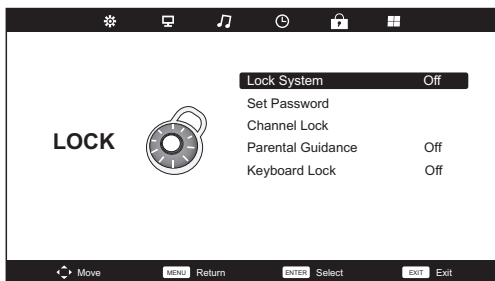 Lock System Off
Set Password
Channel Lock
LOCK
Parental Guidance Off
Keyboard Lock Off
Move MENU Return ENTER Select EXIT Exit